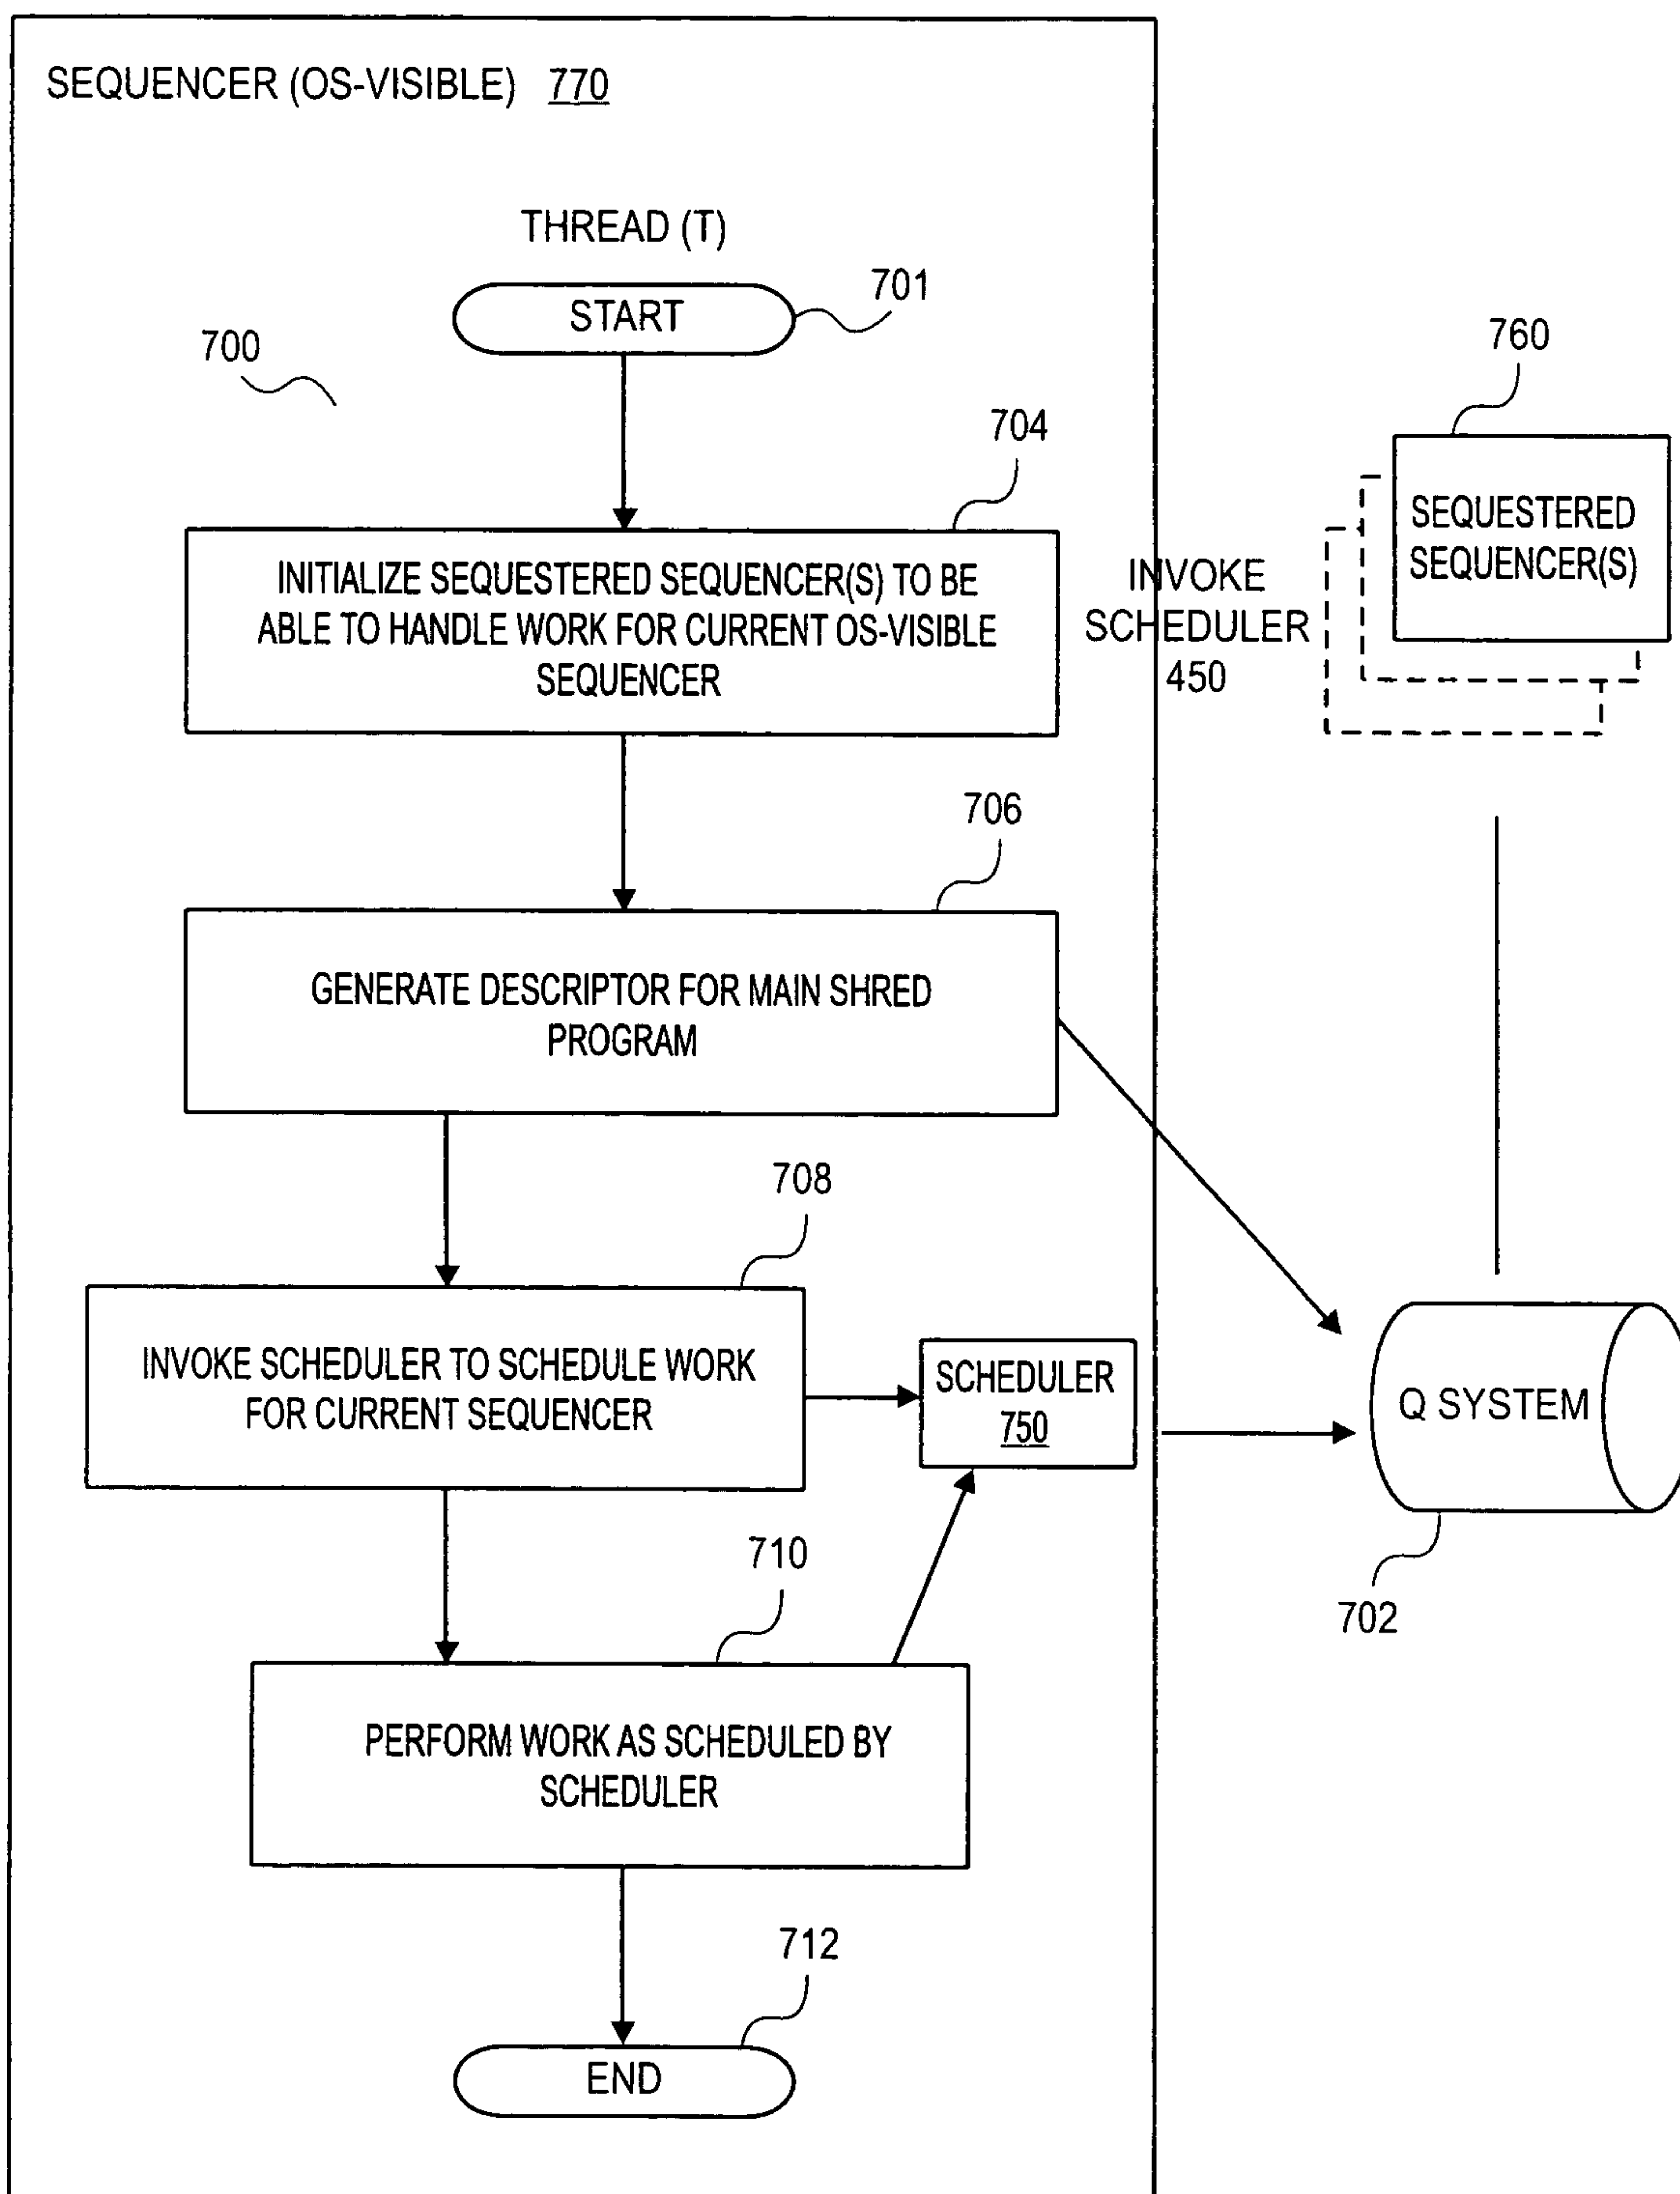 SEQUENCER (OS-VISIBLE) 770
THREAD (T)
START
701
700
760
704
SEQUESTERED
SEQUENCER(S)
INITIALIZE SEQUESTERED SEQUENCER(S) TO BE
ABLE TO HANDLE WORK FOR CURRENT OS-VISIBLE
SEQUENCER
INVOKE
SCHEDULER
450
706
GENERATE DESCRIPTOR FOR MAIN SHRED
PROGRAM
708
INVOKE SCHEDULER TO SCHEDULE WORK
FOR CURRENT SEQUENCER
SCHEDULER
750
Q SYSTEM
702
710
PERFORM WORK AS SCHEDULED BY
SCHEDULER
712
END